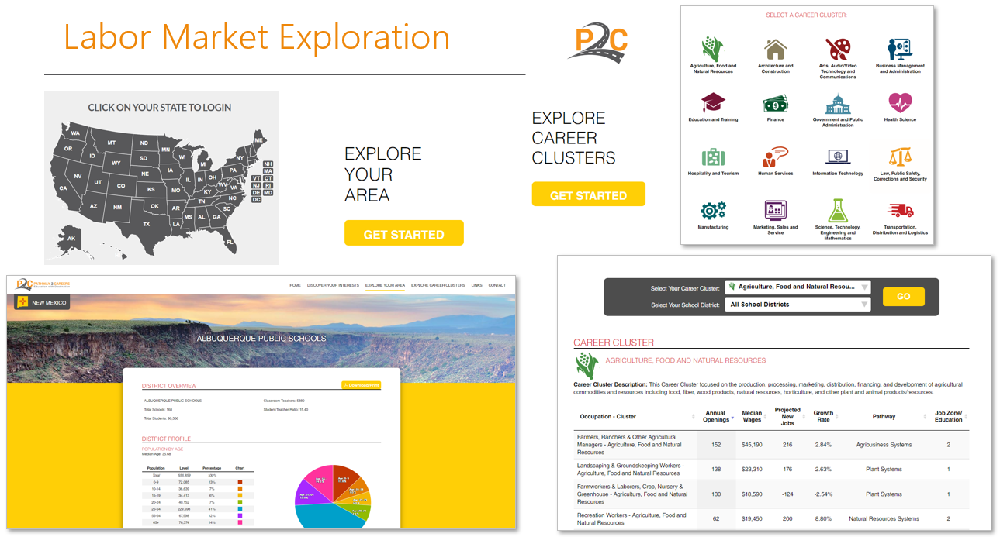 Labor Market Exploration
P2C
CLICK ON YOUR STATE TO LOGIN
WA
OR
CA
NV
ID
MT
WY
UT
AZ
CO
NM
ND
SD
NE
KS
OK
TX
MN
IA
MO
AR
LA
WI
IL
MI
IN
OH
KY
TN
MS
AL
GA
FL
SC
NC
VA
WV
PA
NY
ME
NH
MA
VT CT
NJ RI
DE MD
DC
AK
EXPLORE
YOUR
AREA
GET STARTED
EXPLORE
CAREER
CLUSTERS
GET STARTED
SELECT A CAREER CLUSTER:
Agriculture, Food and
Natural Resources
Architecture and
Construction
Arts, Audio/Video
Technology and
Communications
Business Management
and Administration
Education and Training
Finance
Government and Public
Administration
Health Science
Hospitality and Tourism
Human Services
Information Technology
Law, Public Safety,
Corrections and Security
Manufacturing
Marketing, Sales and
Service
Science, Technology,
Engineering and
Mathematics
Transportation,
Distribution and Logistics
P2C PATHWAY 2 CAREERS
HOME DISCOVER YOUR INTERESTS EXPLORE YOUR AREA EXPLORE CAREER CLUSTERS LINKS CONTACT
NEW MEXICO
ALBUQUERQUE PUBLIC SCHOOLS
DISTRICT OVERVIEW
Download/Print
ALBUQUERQUE PUBLIC SCHOOLS
Classroom Teachers: 5880
Total Schools: 168
Student/Teacher Ratio: 15.40
Total Students: 90,566
DISTRICT PROFILE
POPULATION BY AGE
Median Age: 35.68
Population Level Percentage Chart
Total 100%
0-9 72,085 13%
10-14 36,639 7%
15-19 34,413 6%
20-24 40,152 7%
25-54 229,598 41%
55-64 67,598 12%
65+ 76,374 14%
Select Your Career Cluster:
Agriculture, Food and Natural Resou...
Select Your School District:
All School Districts
GO
CAREER CLUSTER
AGRICULTURE, FOOD AND NATURAL RESOURCES
Career Cluster Description: This Career Cluster focused on the production, processing, marketing, distribution, financing, and development of agricultural
commodities and resources including food, fiber, wood products, natural resources, horticulture, and other plant and animal products/resources.
Occupation - Cluster
Annual
Openings
Median
Wages
Projected
New
Jobs
Growth
Rate
Pathway
Job Zone/
Education
Farmers, Ranchers & Other Agricultural
Managers - Agriculture, Food and Natural
Resources
152 $45,190 216 2.84% Agribusiness Systems 2
Landscaping & Groundskeeping Workers -
Agriculture, Food and Natural Resources
138 $23,310 176 2.63% Plant Systems 1
Farmworkers & Laborers, Crop, Nursery &
Greenhouse - Agriculture, Food and Natural
Resources
130 $18,590 -124 -2.54% Plant Systems 1
Recreation Workers - Agriculture, Food and
Natural Resources
62 $19,450 200 8.80% Natural Resources Systems 2